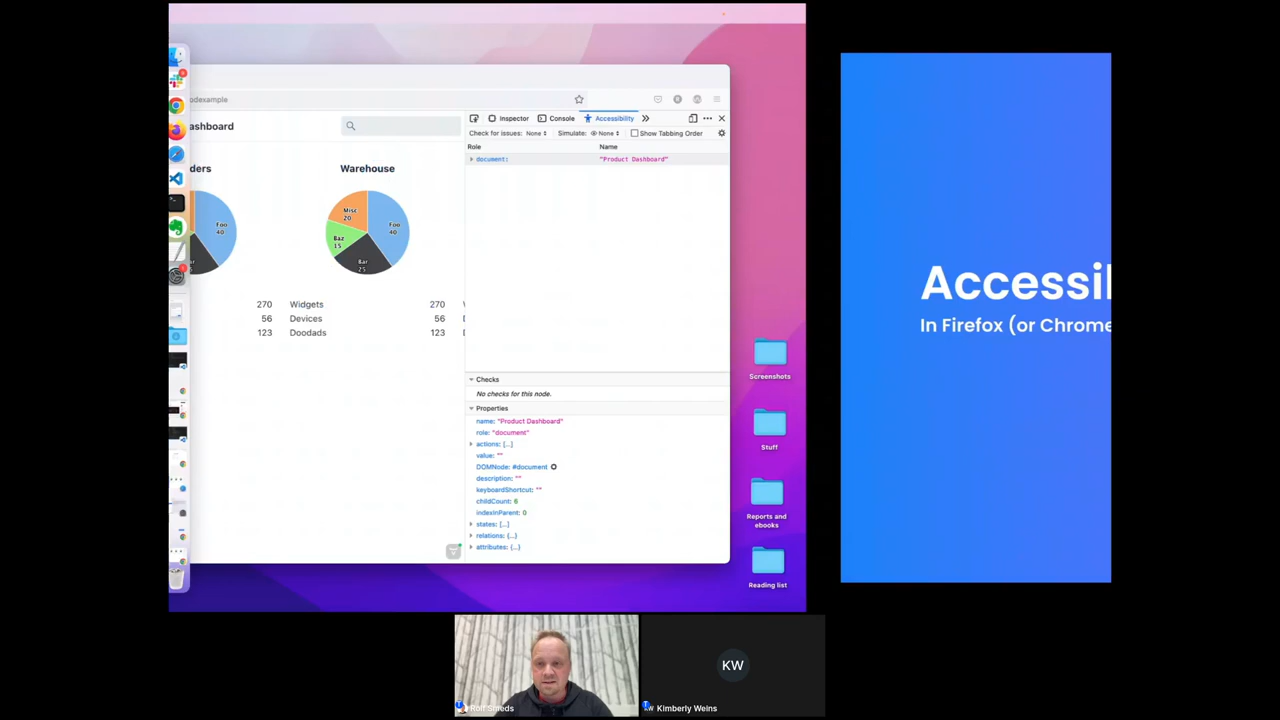 odexample
ashboard
Inspector
Console
Accessibility
Check for issues: None
Simulate: None
Show Tabbing Order
Role
Name
document:
"Product Dashboard"
ders
Warehouse
Foo
40
Misc
20
Foo
40
Baz
15
Bar
25
270 Widgets 270
56 Devices 56
123 Doodads 123
Checks
No checks for this node.
Properties
name: "Product Dashboard"
role: "document"
actions: {…}
value: ""
DOMNode: #document
description: ""
keyboardShortcut: ""
childCount: 6
indexInParent: 0
states: […]
relations: {…}
attributes: {…}
Screenshots
Stuff
Reports and
ebooks
Reading list
Accessil
In Firefox (or Chrome
Rolf Smeds
KW
Kimberly Weins